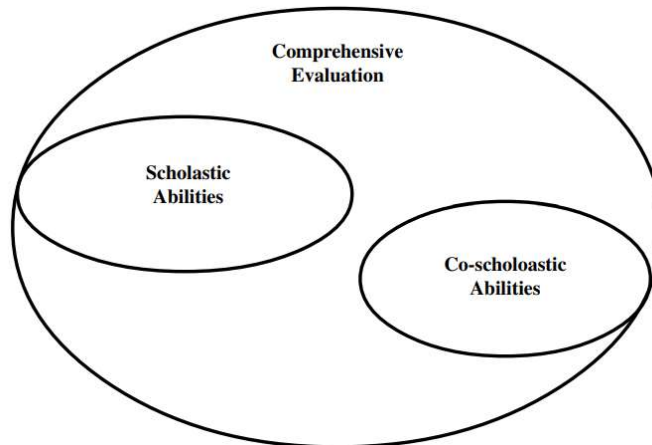 Comprehensive
Evaluation
Scholastic
Abilities
Co-scholoastic
Abilities